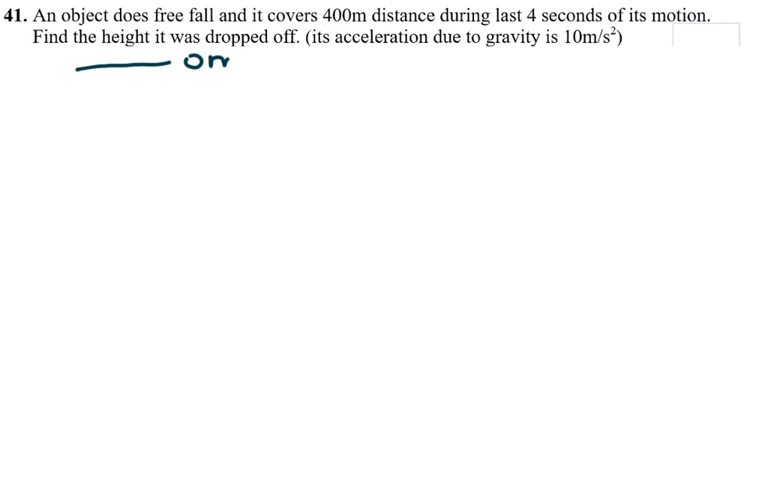 41. An object does free fall and it covers 400m distance during last 4 seconds of its motion.
Find the height it was dropped off. (its acceleration due to gravity is 10m/s²)